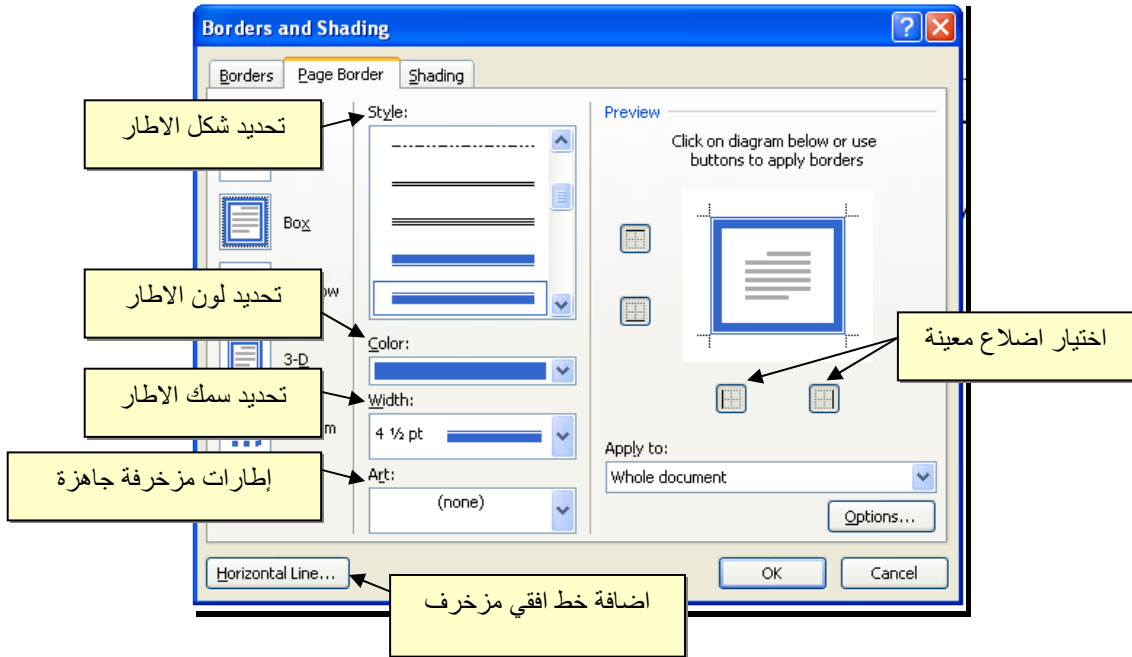 Borders and Shading
Borders
Page Border
Shading
تحديد شكل الاطار
Style:
Preview
Click on diagram below or use
buttons to apply borders
Box
تحديد لون الاطار
Color:
3-D
تحديد سمك الاطار
Width:
4 ½ pt
إطارات مزخرفة جاهزة
Art:
(none)
اختيار اضلاع معينة
Apply to:
Whole document
Options...
Horizontal Line...
اضافة خط افقي مزخرف
OK
Cancel